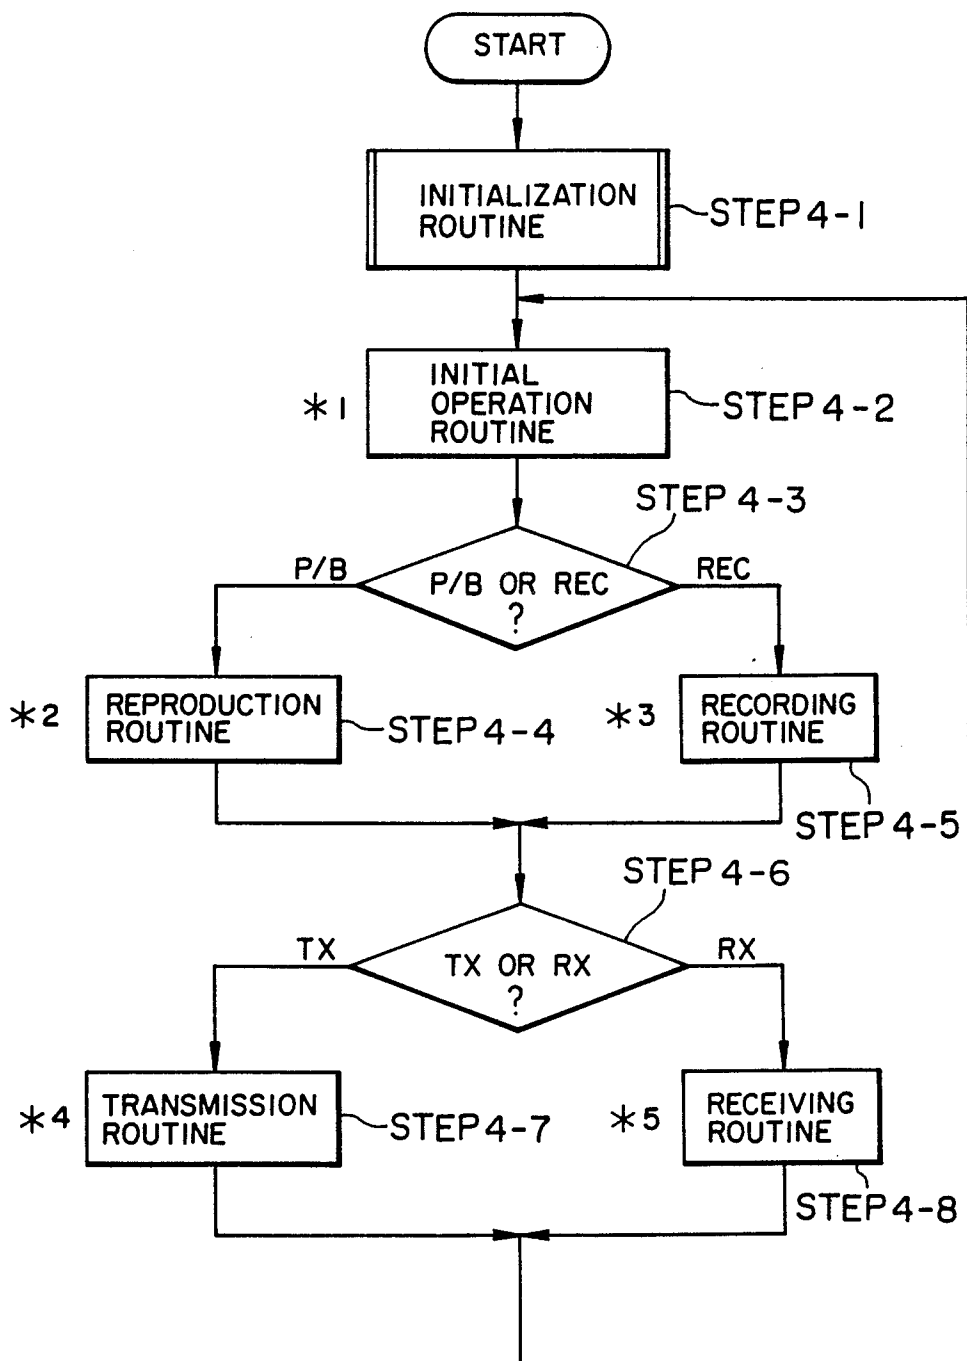 START
INITIALIZATION
ROUTINE
STEP 4-1
*1
INITIAL
OPERATION
ROUTINE
STEP 4-2
STEP 4-3
P/B
P/B OR REC
?
REC
*2
REPRODUCTION
ROUTINE
STEP 4-4
*3
RECORDING
ROUTINE
STEP 4-5
STEP 4-6
TX
TX OR RX
?
RX
*4
TRANSMISSION
ROUTINE
STEP 4-7
*5
RECEIVING
ROUTINE
STEP 4-8